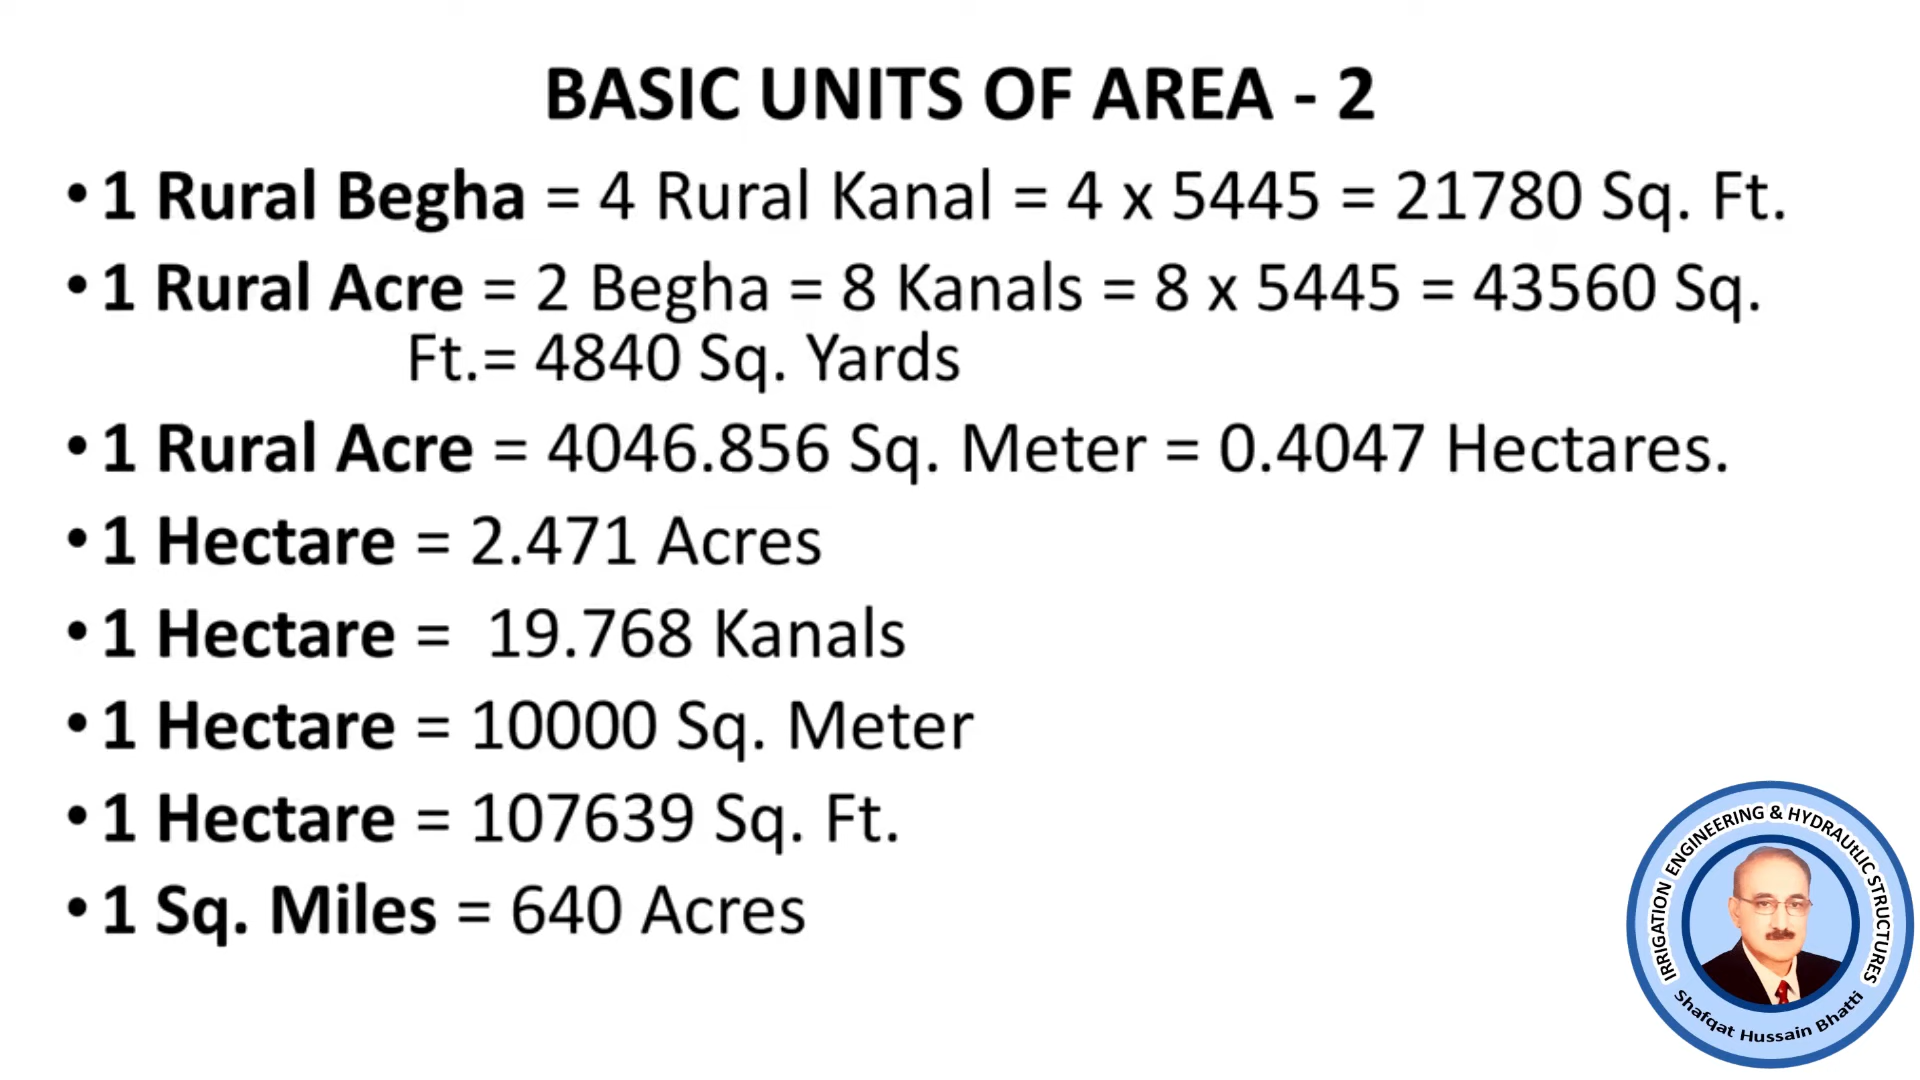 BASIC UNITS OF AREA - 2
• 1 Rural Begha = 4 Rural Kanal = 4 x 5445 = 21780 Sq. Ft.
• 1 Rural Acre = 2 Begha = 8 Kanals = 8 x 5445 = 43560 Sq.
Ft.= 4840 Sq. Yards
• 1 Rural Acre = 4046.856 Sq. Meter = 0.4047 Hectares.
• 1 Hectare = 2.471 Acres
• 1 Hectare = 19.768 Kanals
• 1 Hectare = 10000 Sq. Meter
• 1 Hectare = 107639 Sq. Ft.
• 1 Sq. Miles = 640 Acres
IRRIGATION ENGINEERING & HYDRAUtLIC STRUCTURES
Shafqat Hussain Bhatti